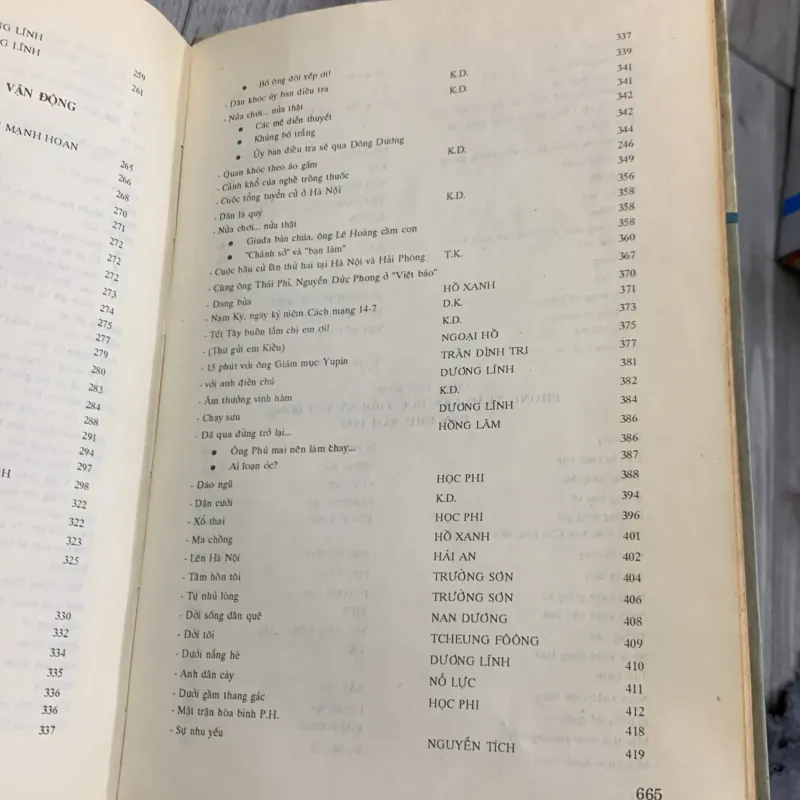 NG LĨNH
G LĨNH
259
261
VẬN ĐỘNG
MẠNH HOAN
265
266
268
270
271
272
272
272
273
274
275
277
279
280
283
284
288
291
294
297
H 298
322
322
323
325
330
332
334
335
336
336
337
• Bố ông đội xếp ơi! 337
- Dân khóc ủy ban điều tra K.D. 339
- Nửa chơi... nửa thật K.D. 341
• Các mệ diễn thuyết 341
• Khủng bố trắng 342
• Ủy ban điều tra sẽ qua Đông Dương 342
- Quan khóc theo áo gấm K.D. 344
- Cảnh khổ của nghề trồng thuốc 246
- Cuộc tổng tuyển cử ở Hà Nội 349
- Dân là quý K.D. 356
- Nửa chơi... nửa thật 358
• Giuđa bán chúa, ông Lê Hoàng cầm con 358
• "Chánh sở" và "bạn làm" 358
- Cuộc bầu cử lần thứ hai tại Hà Nội và Hải Phòng T.K. 360
- Cùng ông Thái Phỉ, Nguyễn Đức Phong ở "Việt báo" 367
- Dang búa HỒ XANH 370
- Nam Kỳ, ngày kỷ niệm Cách mạng 14-7 D.K. 371
- Tết Tây buồn lắm chị em ơi! K.D. 373
- (Thư gửi em Kiều) NGOẠI HỒ 375
- 15 phút với ông Giám mục Yupin TRẦN ĐÌNH TRI 377
- với anh điền chủ DƯƠNG LĨNH 381
- Âm thương vinh hàm K.D. 382
- Chạy sưu DƯƠNG LĨNH 384
- Đã qua đừng trở lại... HỒNG LÂM 386
• Ông Phủ mai nên làm chay... 386
• Ai loạn óc? 387
- Đào ngũ HỌC PHI 388
- Dân cười K.D. 394
- Xổ thai HỌC PHI 396
- Ma chồng HỒ XANH 401
- Lên Hà Nội HẢI AN 402
- Tâm hồn tôi TRƯỜNG SƠN 404
- Tự nhủ lòng TRƯỜNG SƠN 406
- Đời sống dân quê NAN DƯƠNG 408
- Đời tôi TCHEUNG FÔÔNG 409
- Dưới nắng hè DƯƠNG LĨNH 410
- Anh dân cày NỖ LỰC 411
- Dưới gầm thang gác HỌC PHI 412
- Mặt trận hòa bình P.H. 418
- Sự nhu yếu NGUYỄN TÍCH 419
665